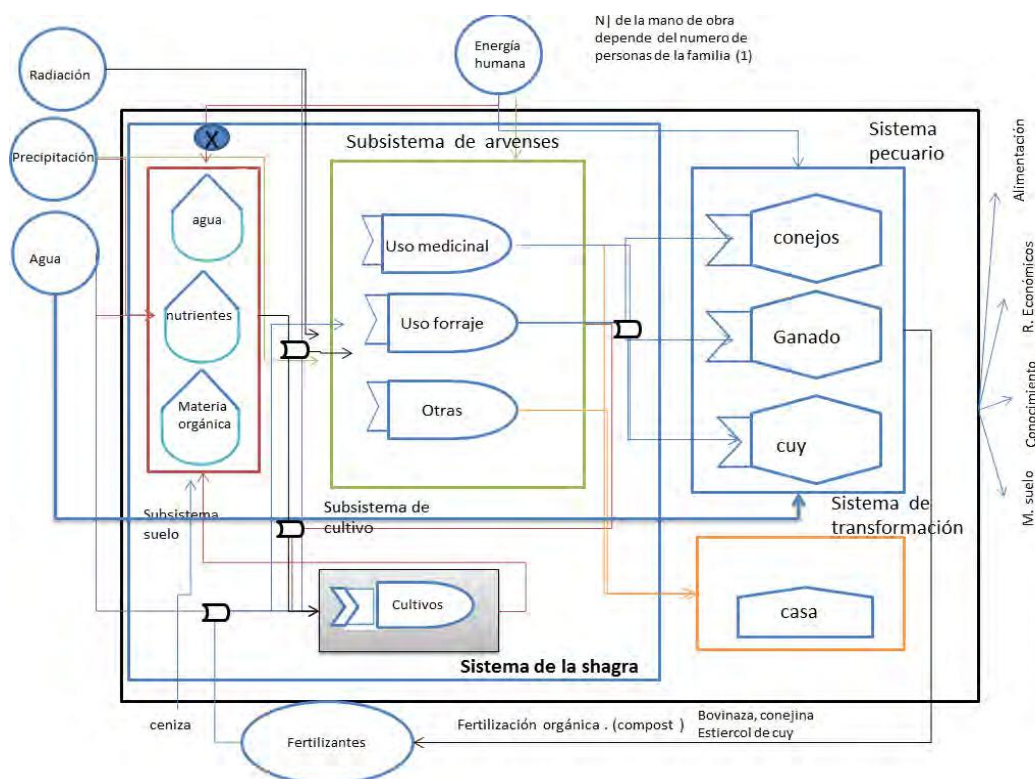 N| de la mano de obra
depende del numero de
personas de la familia (1)
Energía
humana
Radiación
Precipitación
Agua
X
Subsistema de arvenses
Sistema
pecuario
agua
nutrientes
Materia
orgánica
Uso medicinal
Uso forraje
Otras
conejos
Ganado
cuy
Alimentación
R. Económicos
Conocimiento
M. suelo
Subsistema
suelo
Subsistema de
cultivo
Sistema de
transformación
Cultivos
casa
Sistema de la shagra
ceniza
Fertilizantes
Fertilización orgánica . (compost )
Bovinaza, conejina
Estiercol de cuy